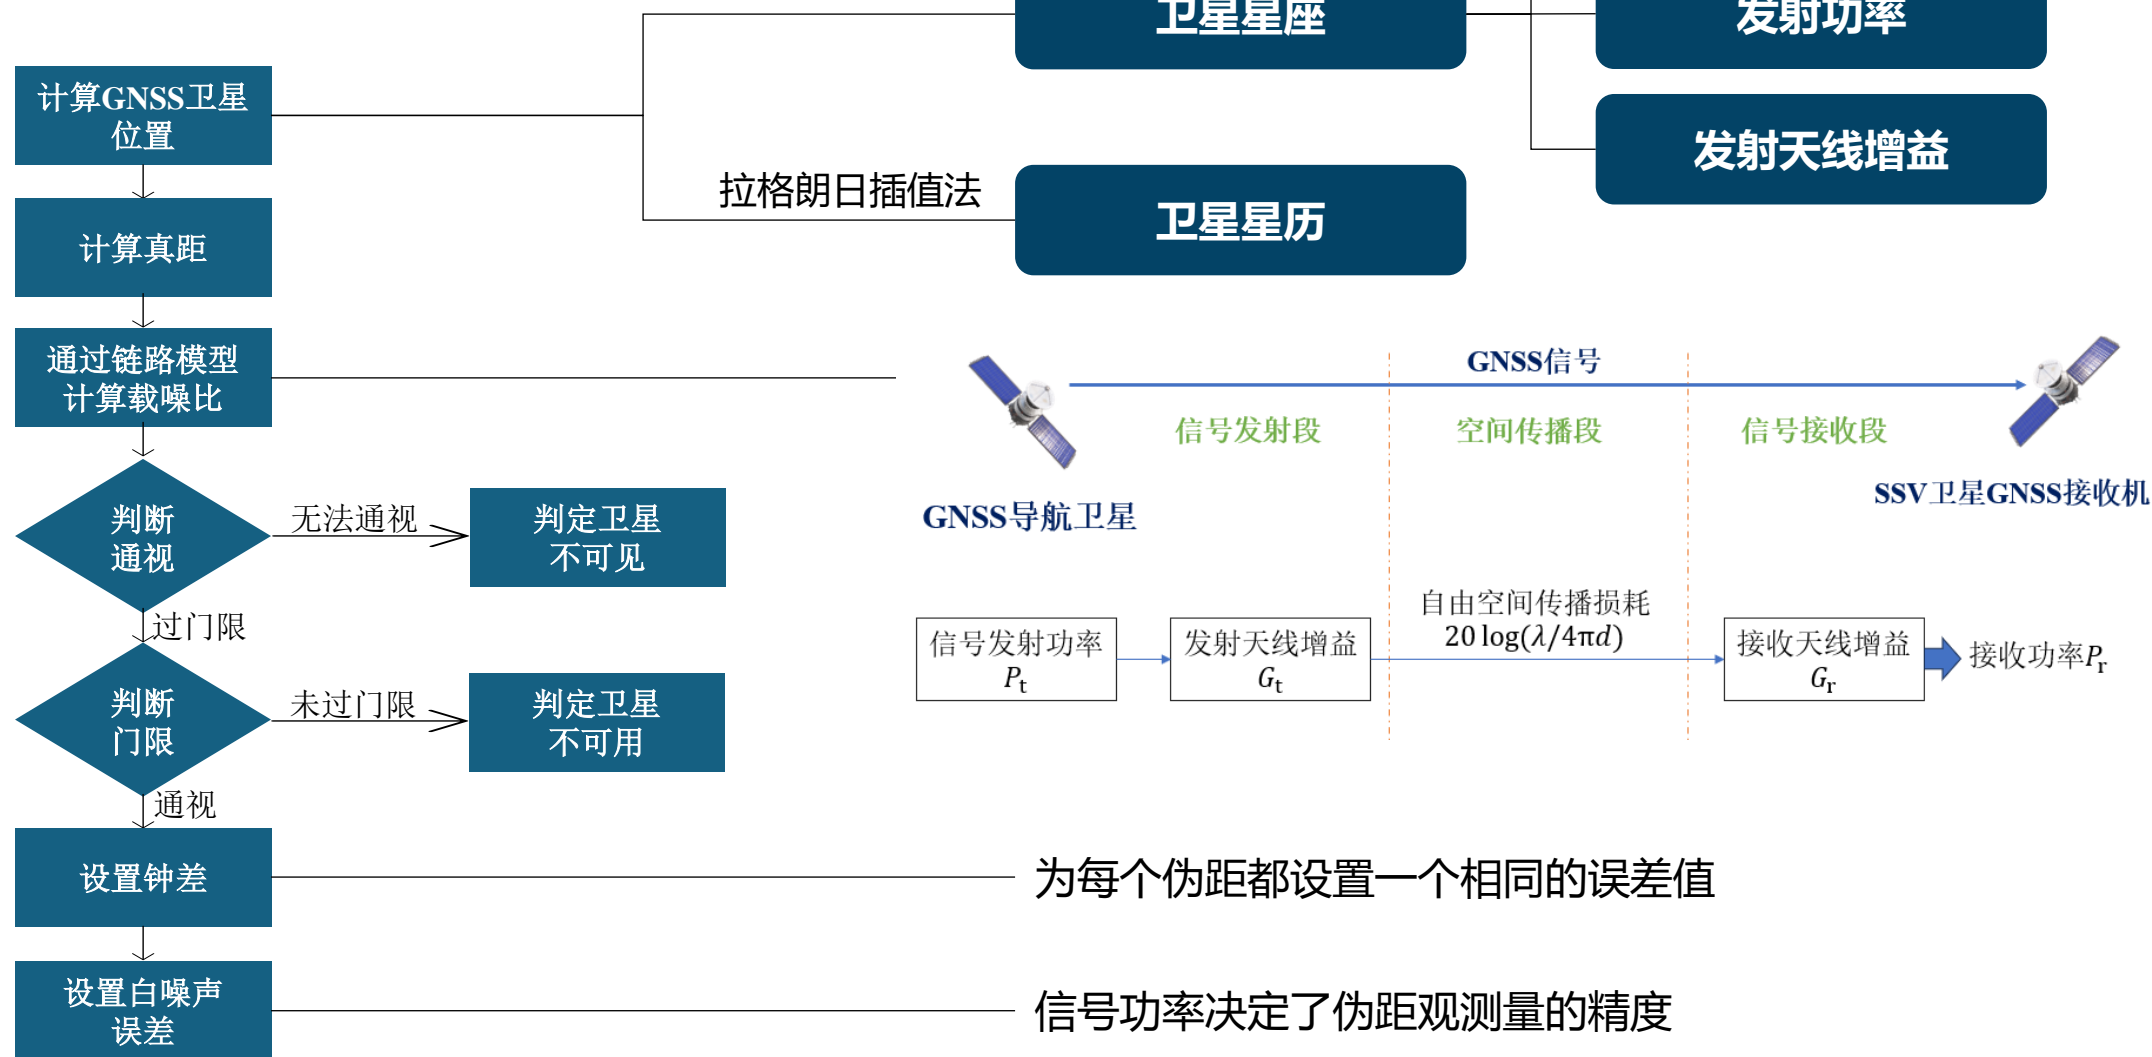 卫星星座
发射功率
计算GNSS卫星
位置
发射天线增益
拉格朗日插值法
卫星星历
计算真距
通过链路模型
计算载噪比
GNSS信号
信号发射段
空间传播段
信号接收段
GNSS导航卫星
SSV卫星GNSS接收机
判断
通视
无法通视
判定卫星
不可见
过门限
自由空间传播损耗
20 log(λ/4πd)
信号发射功率
Pt
发射天线增益
Gt
接收天线增益
Gr
接收功率Pr
判断
门限
未过门限
判定卫星
不可用
通视
设置钟差
为每个伪距都设置一个相同的误差值
设置白噪声
误差
信号功率决定了伪距观测量的精度